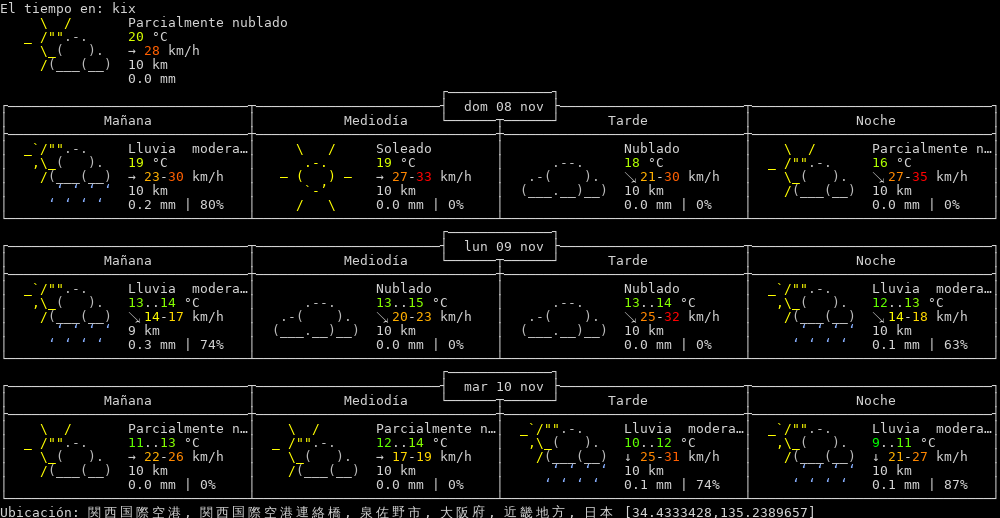 El tiempo en: kix
Parcialmente nublado
20 °C
→ 28 km/h
10 km
0.0 mm
dom 08 nov
Mañana Mediodía Tarde Noche
Lluvia modera… Soleado Nublado Parcialmente n…
19 °C 19 °C 18 °C 16 °C
→ 23-30 km/h → 27-33 km/h ↘ 21-30 km/h ↘ 27-35 km/h
10 km 10 km 10 km 10 km
0.2 mm | 80% 0.0 mm | 0% 0.0 mm | 0% 0.0 mm | 0%
lun 09 nov
Mañana Mediodía Tarde Noche
Lluvia modera… Nublado Nublado Lluvia modera…
13..14 °C 13..15 °C 13..14 °C 12..13 °C
↘ 14-17 km/h ↘ 20-23 km/h ↘ 25-32 km/h ↘ 14-18 km/h
9 km 10 km 10 km 10 km
0.3 mm | 74% 0.0 mm | 0% 0.0 mm | 0% 0.1 mm | 63%
mar 10 nov
Mañana Mediodía Tarde Noche
Parcialmente n… Parcialmente n… Lluvia modera… Lluvia modera…
11..13 °C 12..14 °C 10..12 °C 9..11 °C
→ 22-26 km/h → 17-19 km/h ↓ 25-31 km/h ↓ 21-27 km/h
10 km 10 km 10 km 10 km
0.0 mm | 0% 0.0 mm | 0% 0.1 mm | 74% 0.1 mm | 87%
Ubicación: 関西国際空港, 関西国際空港連絡橋, 泉佐野市, 大阪府, 近畿地方, 日本 [34.4333428,135.2389657]